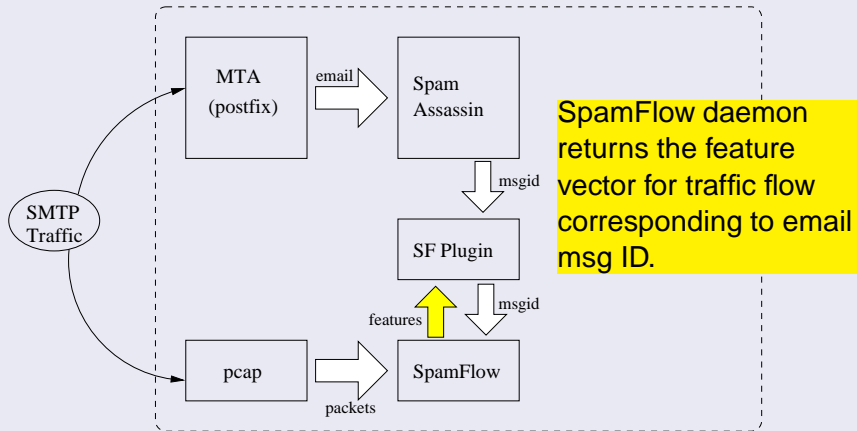 MTA
(postfix)
email
Spam
Assassin
SpamFlow daemon
returns the feature
vector for traffic flow
corresponding to email
msg ID.
msgid
SMTP
Traffic
SF Plugin
features
msgid
pcap
packets
SpamFlow